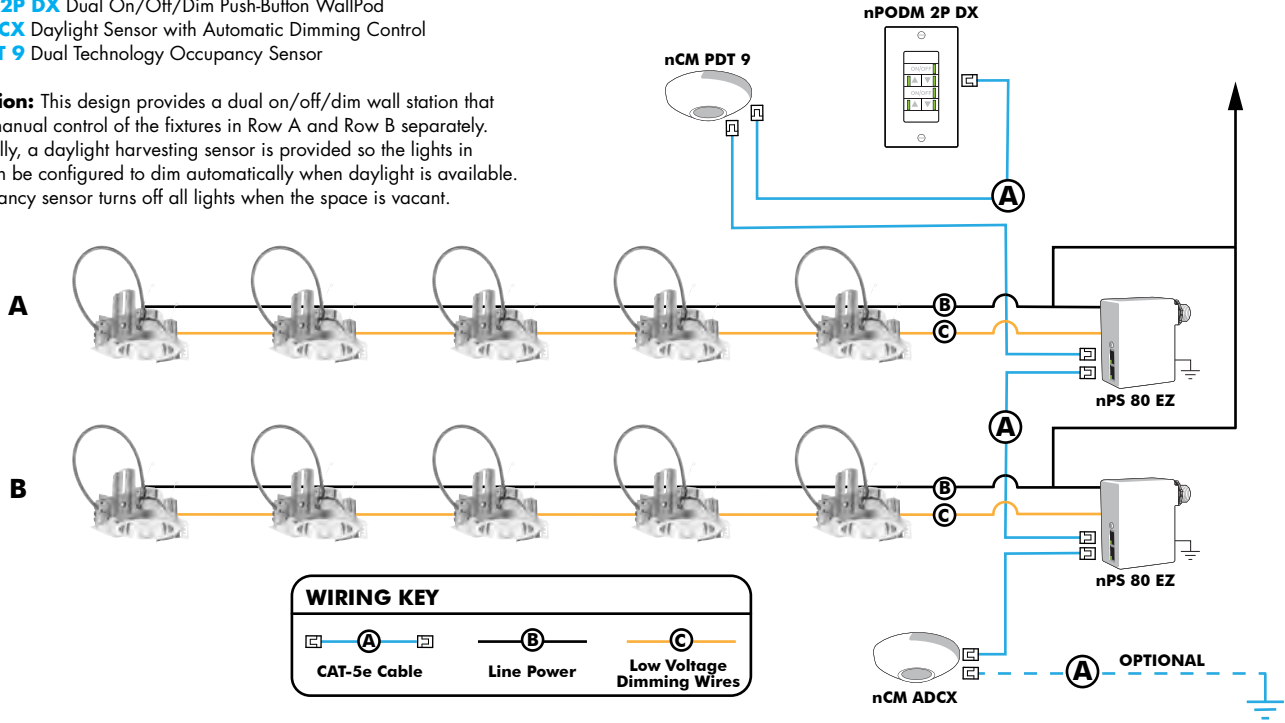 2P DX Dual On/Off/Dim Push-Button WallPod
CX Daylight Sensor with Automatic Dimming Control
T 9 Dual Technology Occupancy Sensor
ion: This design provides a dual on/off/dim wall station that
manual control of the fixtures in Row A and Row B separately.
lly, a daylight harvesting sensor is provided so the lights in
n be configured to dim automatically when daylight is available.
ancy sensor turns off all lights when the space is vacant.
nPODM 2P DX
nCM PDT 9
ON/OFF
ON/OFF
A
A
B
C
nPS 80 EZ
A
B
B
C
nPS 80 EZ
WIRING KEY
A
CAT-5e Cable
B
Line Power
C
Low Voltage
Dimming Wires
nCM ADCX
A
OPTIONAL